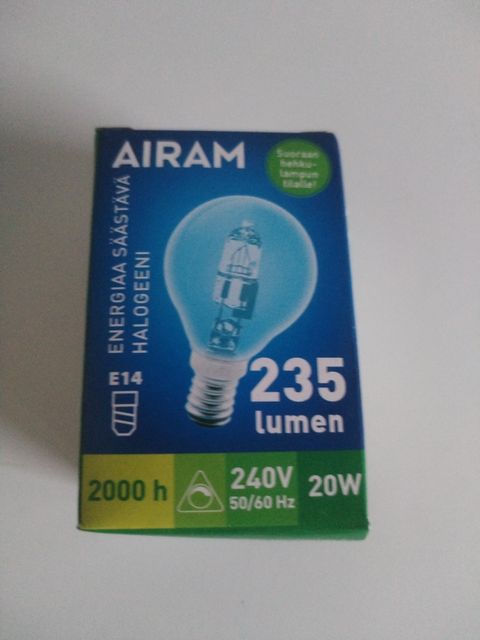 AIRAM
Suoraan
hehku-
lampun
tilalle!
ENERGIAA SÄÄSTÄVÄ
HALOGEENI
E14
235
lumen
2000 h
240V
50/60 Hz
20W